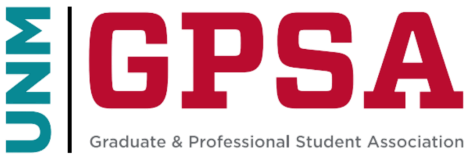 UNM
GPSA
Graduate & Professional Student Association